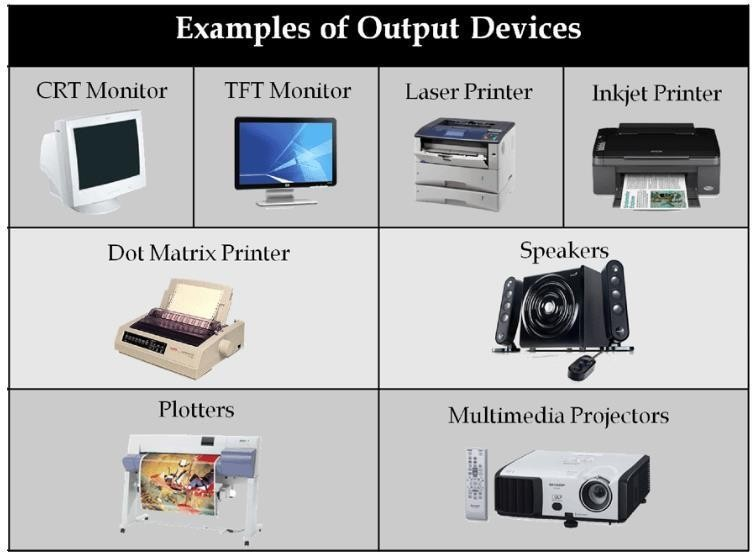 Examples of Output Devices
CRT Monitor
TFT Monitor
Laser Printer
Inkjet Printer
Dot Matrix Printer
Speakers
Plotters
Multimedia Projectors
SHARP